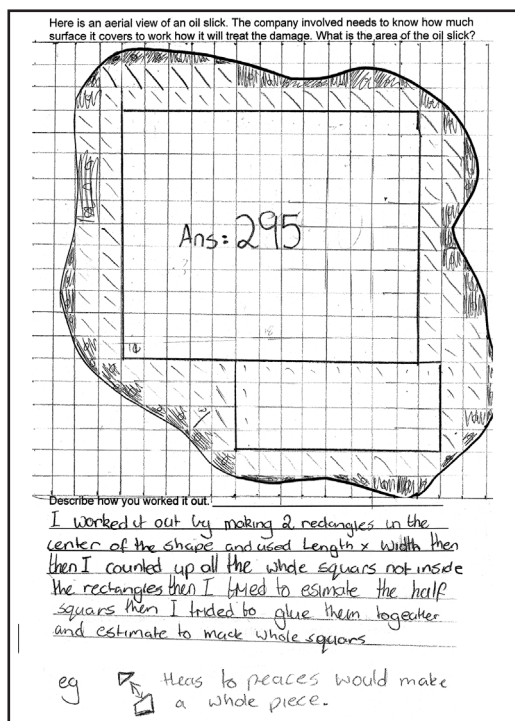 Here is an aerial view of an oil slick. The company involved needs to know how much
surface it covers to work how it will treat the damage. What is the area of the oil slick?
Ans: 295
Describe how you worked it out.
I worked it out by making 2 rectangles in the
center of the shape and used Length x width then
then I counted up all the whole squars not inside
the rectangles then I tried to esimate the half
squars then I trided to glue them togeather
and estimate to mack whole squars
eg
theas to peaces would make
a whole piece.